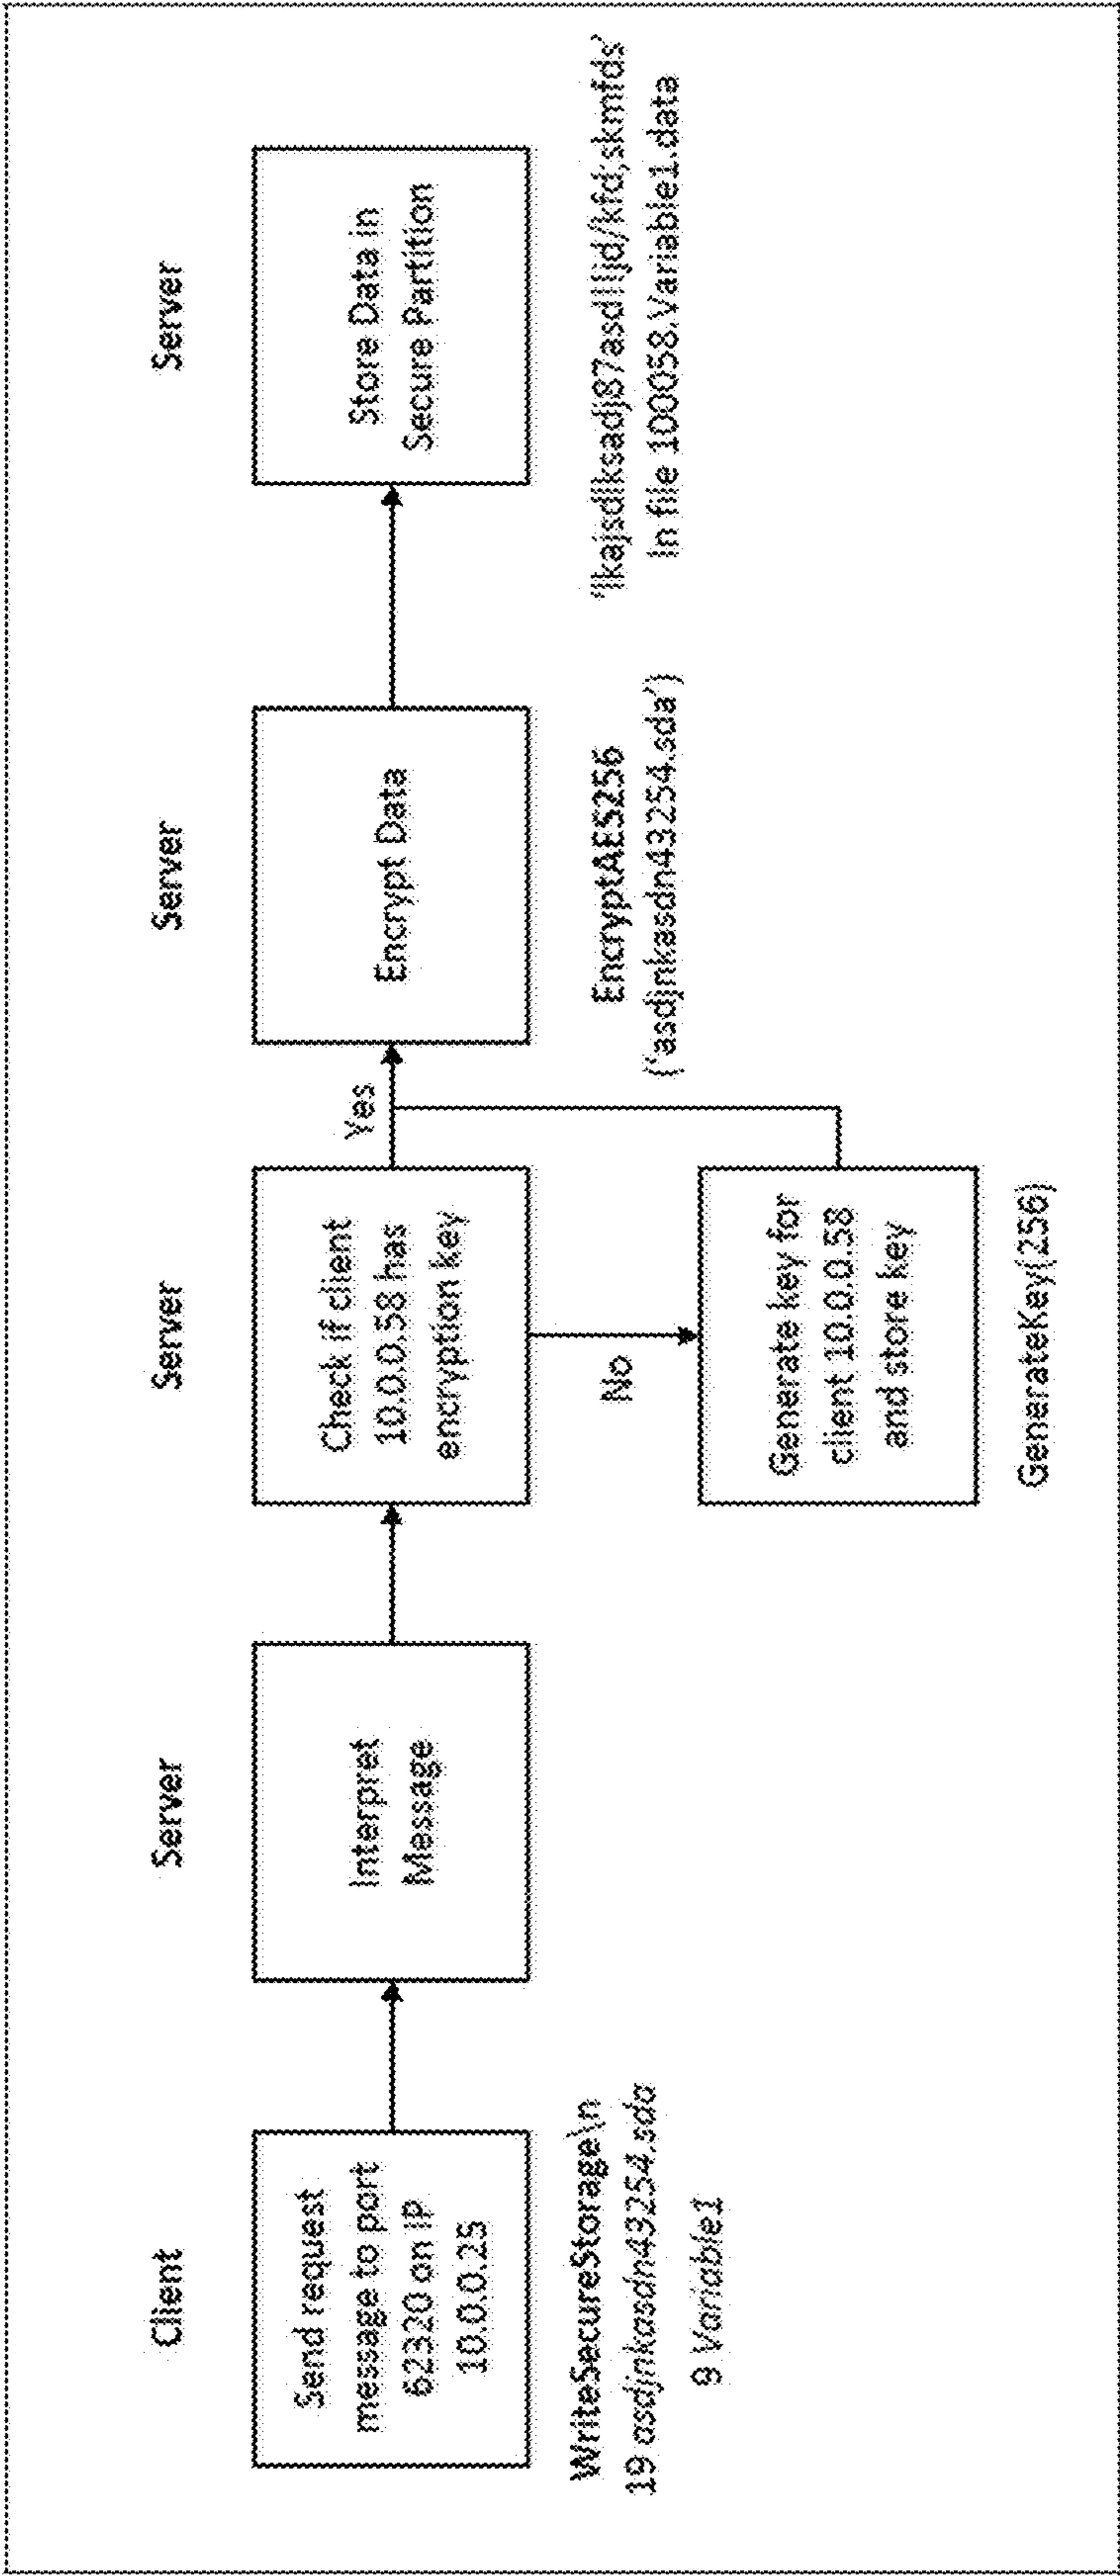 Client
Send request
message to port
62320 on IP
10.0.0.25
WriteSecureStorage\n
19 asdjnkasdn43254.sda
9 Variable1
Server
Interpret
Message
Server
Check if client
10.0.0.58 has
encryption key
Yes
No
Generate key for
client 10.0.0.58
and store key
GenerateKey(256)
Server
Encrypt Data
EncryptAES256
('asdjnkasdn43254.sda')
Server
Store Data in
Secure Partition
in file 100058.Variable1.data